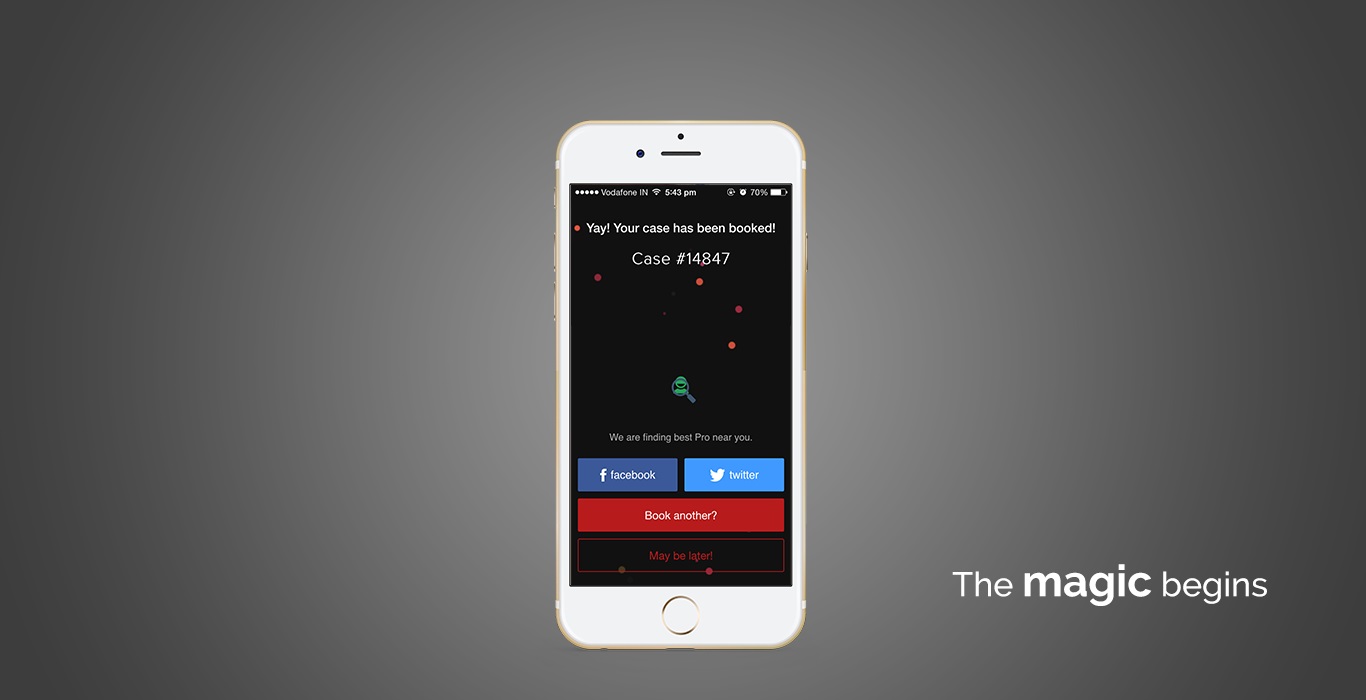 Vodafone IN 5:43 pm 70%
Yay! Your case has been booked!
Case #14847
We are finding best Pro near you.
facebook twitter
Book another?
May be later!
The magic begins